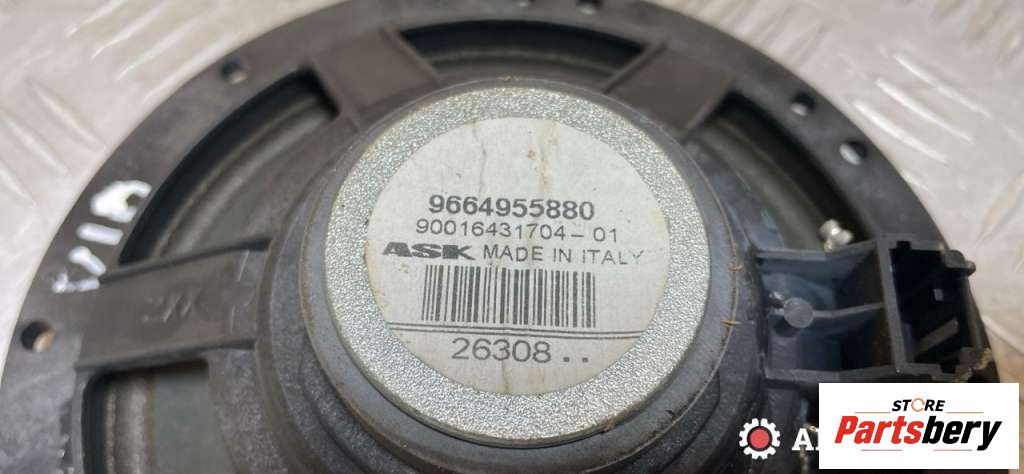 9664955880
90016431704-01
ASK MADE IN ITALY
26308..
STORE
Partsbery